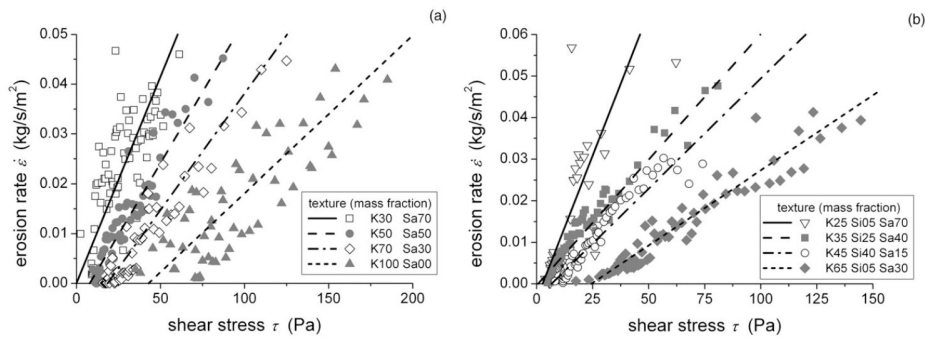 (a)
erosion rate ε̇ (kg/s/m²)
0.05
0.04
0.03
0.02
0.01
0.00
texture (mass fraction)
K30 Sa70
K50 Sa50
K70 Sa30
K100 Sa00
0 50 100 150 200
shear stress τ (Pa)
(b)
erosion rate ε̇ (kg/s/m²)
0.06
0.05
0.04
0.03
0.02
0.01
0.00
texture (mass fraction)
K25 Si05 Sa70
K35 Si25 Sa40
K45 Si40 Sa15
K65 Si05 Sa30
0 25 50 75 100 125 150
shear stress τ (Pa)